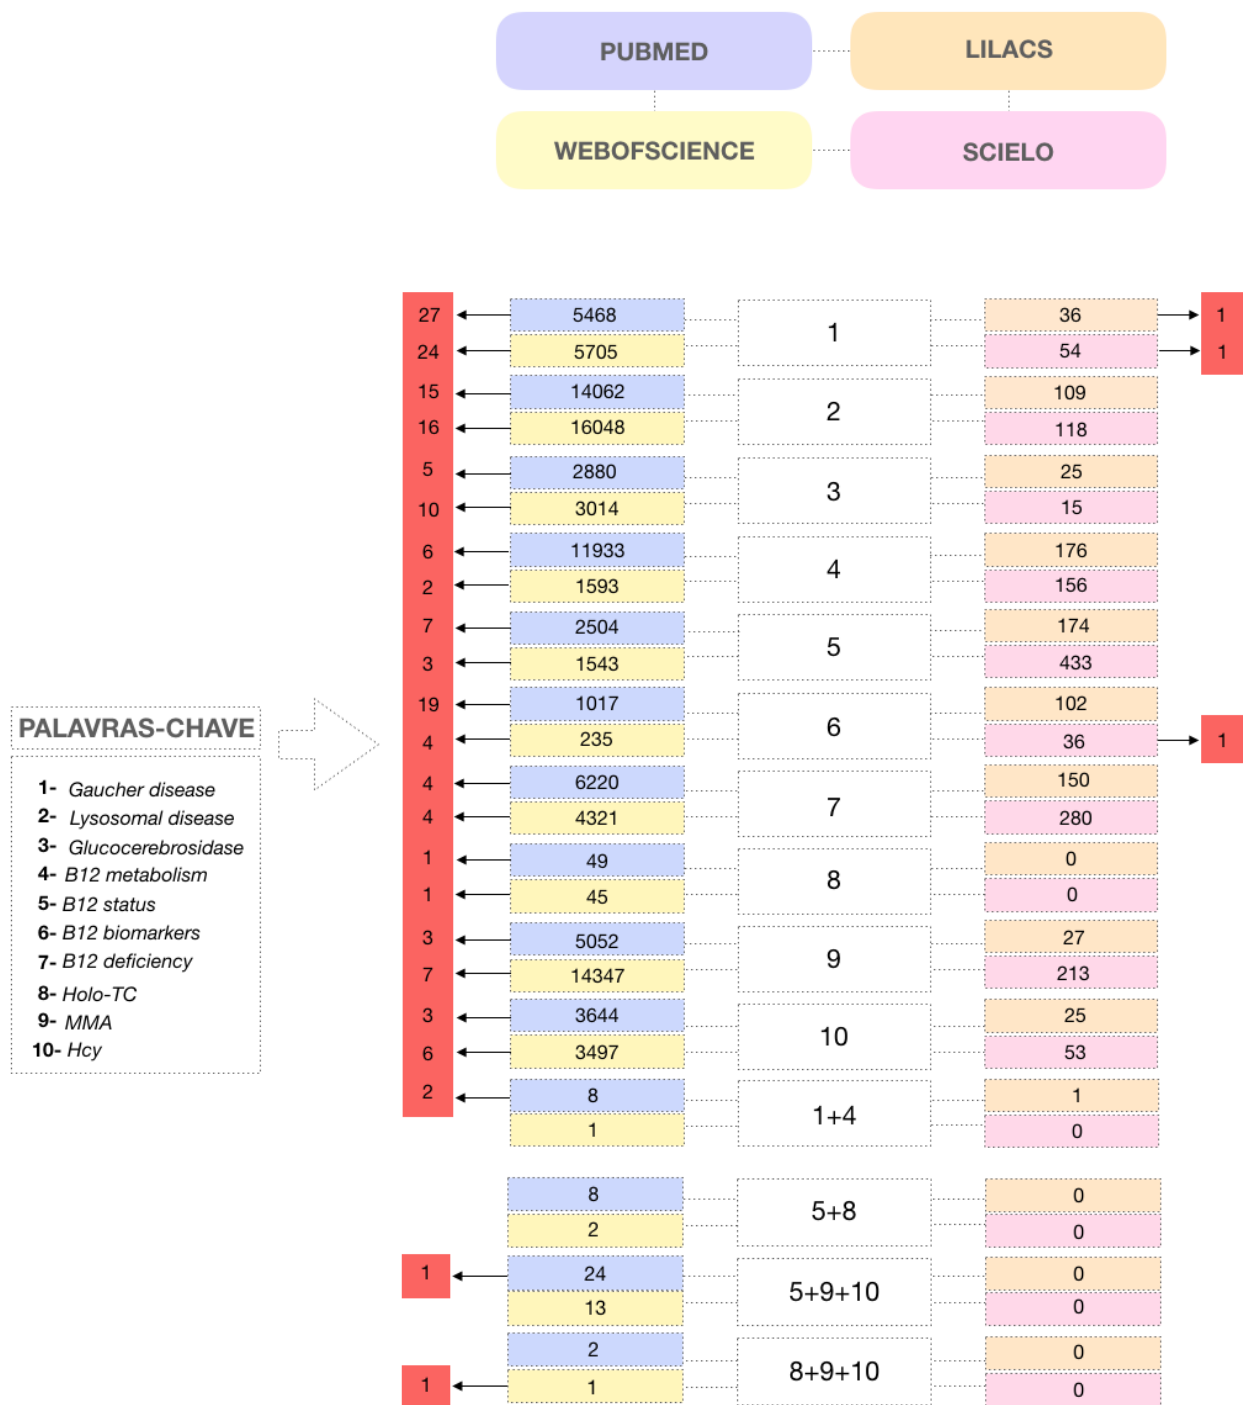 PUBMED LILACS
WEBOFSCIENCE SCIELO
27 5468 1 36 1
24 5705 54 1
15 14062 2 109
16 16048 118
5 2880 3 25
10 3014 15
6 11933 4 176
2 1593 156
7 2504 5 174
3 1543 433
19 1017 6 102
4 235 36 1
4 6220 7 150
4 4321 280
1 49 8 0
1 45 0
3 5052 9 27
7 14347 213
3 3644 10 25
6 3497 53
2 8 1+4 1
1 0
8 5+8 0
2 0
1 24 5+9+10 0
13 0
2 8+9+10 0
1 1 0
PALAVRAS-CHAVE
1- Gaucher disease
2- Lysosomal disease
3- Glucocerebrosidase
4- B12 metabolism
5- B12 status
6- B12 biomarkers
7- B12 deficiency
8- Holo-TC
9- MMA
10- Hcy